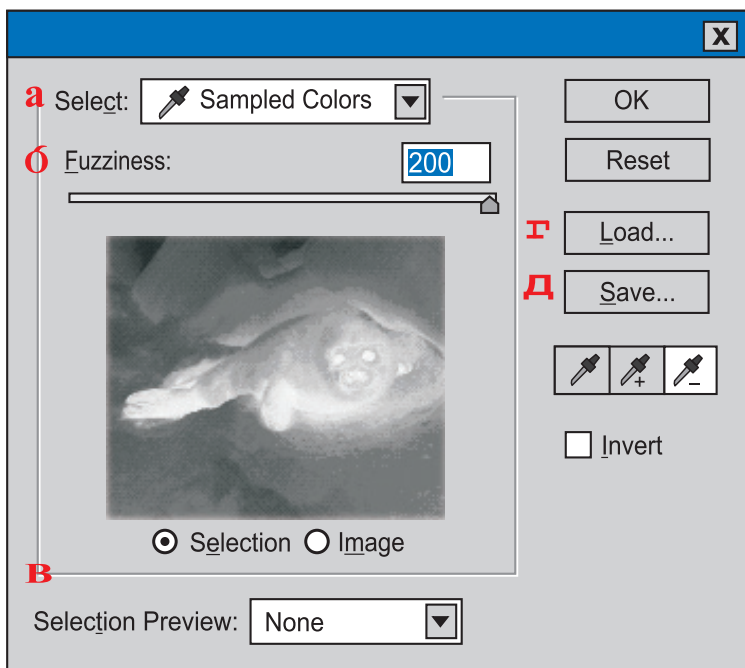 X
а Select: Sampled Colors OK
б Fuzziness: 200 Reset
г Load...
д Save...
Invert
Selection Image
в
Selection Preview: None